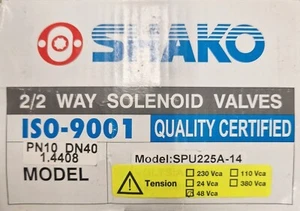 SHAKO
2/2 WAY SOLENOID VALVES
ISO-9001 QUALITY CERTIFIED
PN10 DN40
1.4408
MODEL
Model:SPU225A-14
Tension
230 Vca 110 Vca
24 Vca 380 Vca
48 Vca